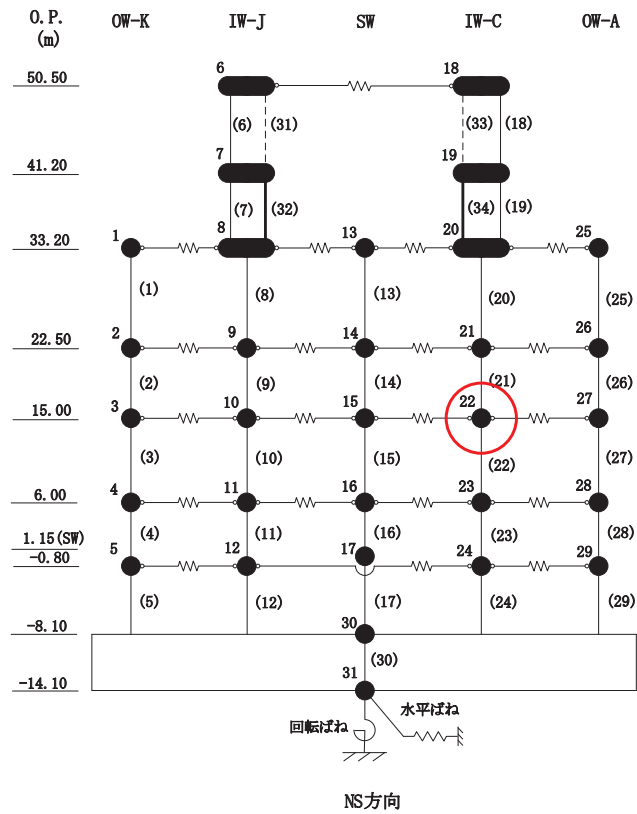 O.P.
(m)
OW-K IW-J SW IW-C OW-A
50.50 6 18
(6) (31) (33) (18)
41.20 7 19
(7) (32) (34) (19)
33.20 1 8 13 20 25
(1) (8) (13) (20) (25)
22.50 2 9 14 21 26
(2) (9) (14) (21) (26)
15.00 3 10 15 22 27
(3) (10) (15) (22) (27)
6.00 4 11 16 23 28
(4) (11) (16) (23) (28)
1.15(SW) 17
-0.80 5 12 24 29
(5) (12) (17) (24) (29)
-8.10 30
(30)
-14.10 31
水平ばね
回転ばね
NS方向